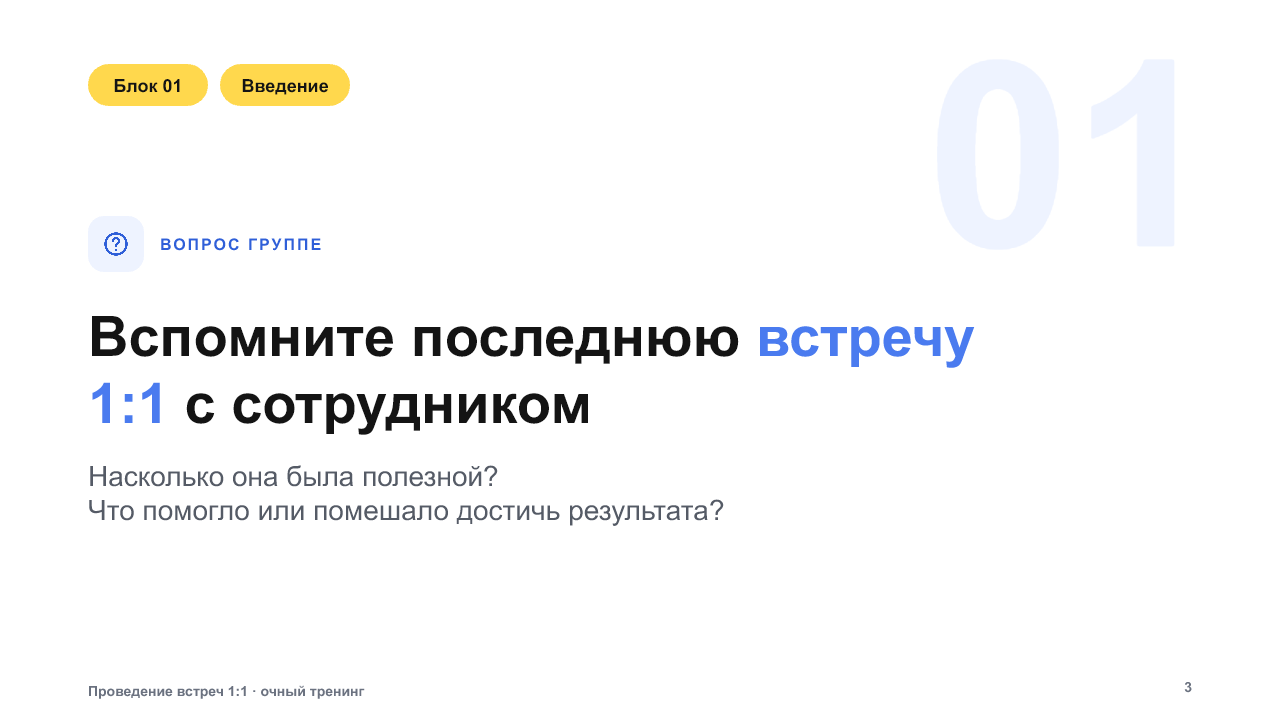 Блок 01
Введение
01
ВОПРОС ГРУППЕ
Вспомните последнюю встречу
1:1 с сотрудником
Насколько она была полезной?
Что помогло или помешало достичь результата?
Проведение встреч 1:1 · очный тренинг
3